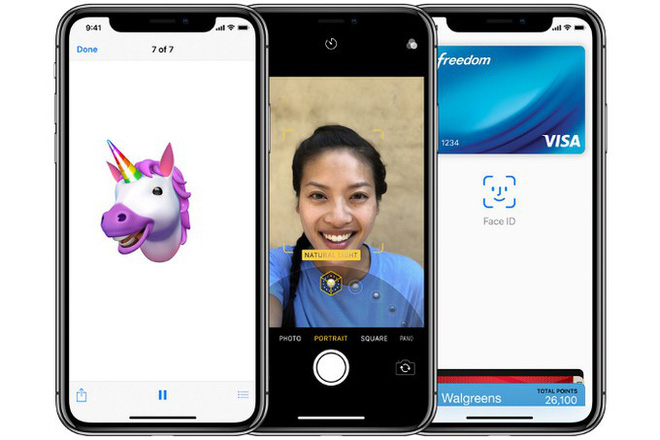 9:41
Done
7 of 7
NATURAL LIGHT
PHOTO
PORTRAIT
SQUARE
PANO
freedom
1234
VISA
Face ID
Walgreens
TOTAL POINTS
26,100